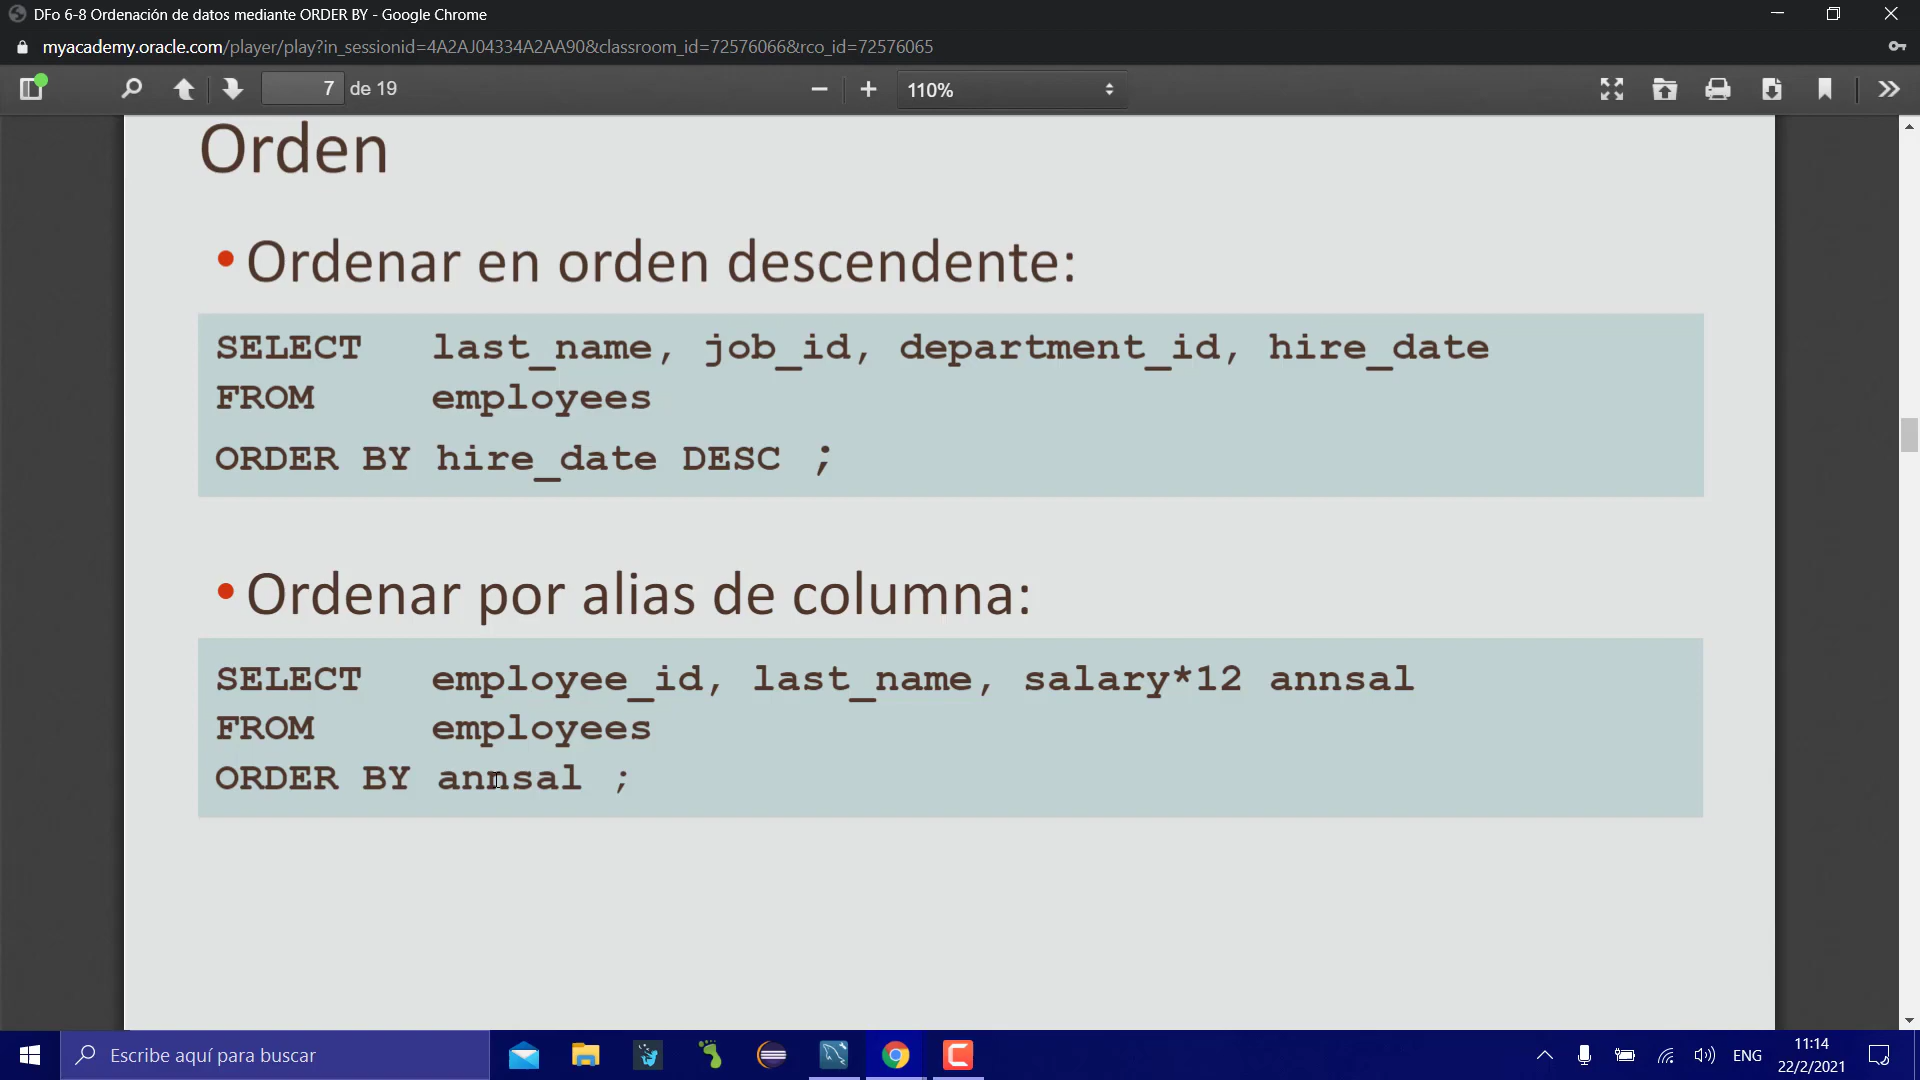 DFo 6-8 Ordenación de datos mediante ORDER BY - Google Chrome
myacademy.oracle.com/player/play?in_sessionid=4A2AJ04334A2AA90&classroom_id=72576066&rco_id=72576065
7 de 19
110%
Orden
• Ordenar en orden descendente:
SELECT last_name, job_id, department_id, hire_date
FROM employees
ORDER BY hire_date DESC ;
• Ordenar por alias de columna:
SELECT employee_id, last_name, salary*12 annsal
FROM employees
ORDER BY annsal ;
Escribe aquí para buscar
ENG
11:14
22/2/2021